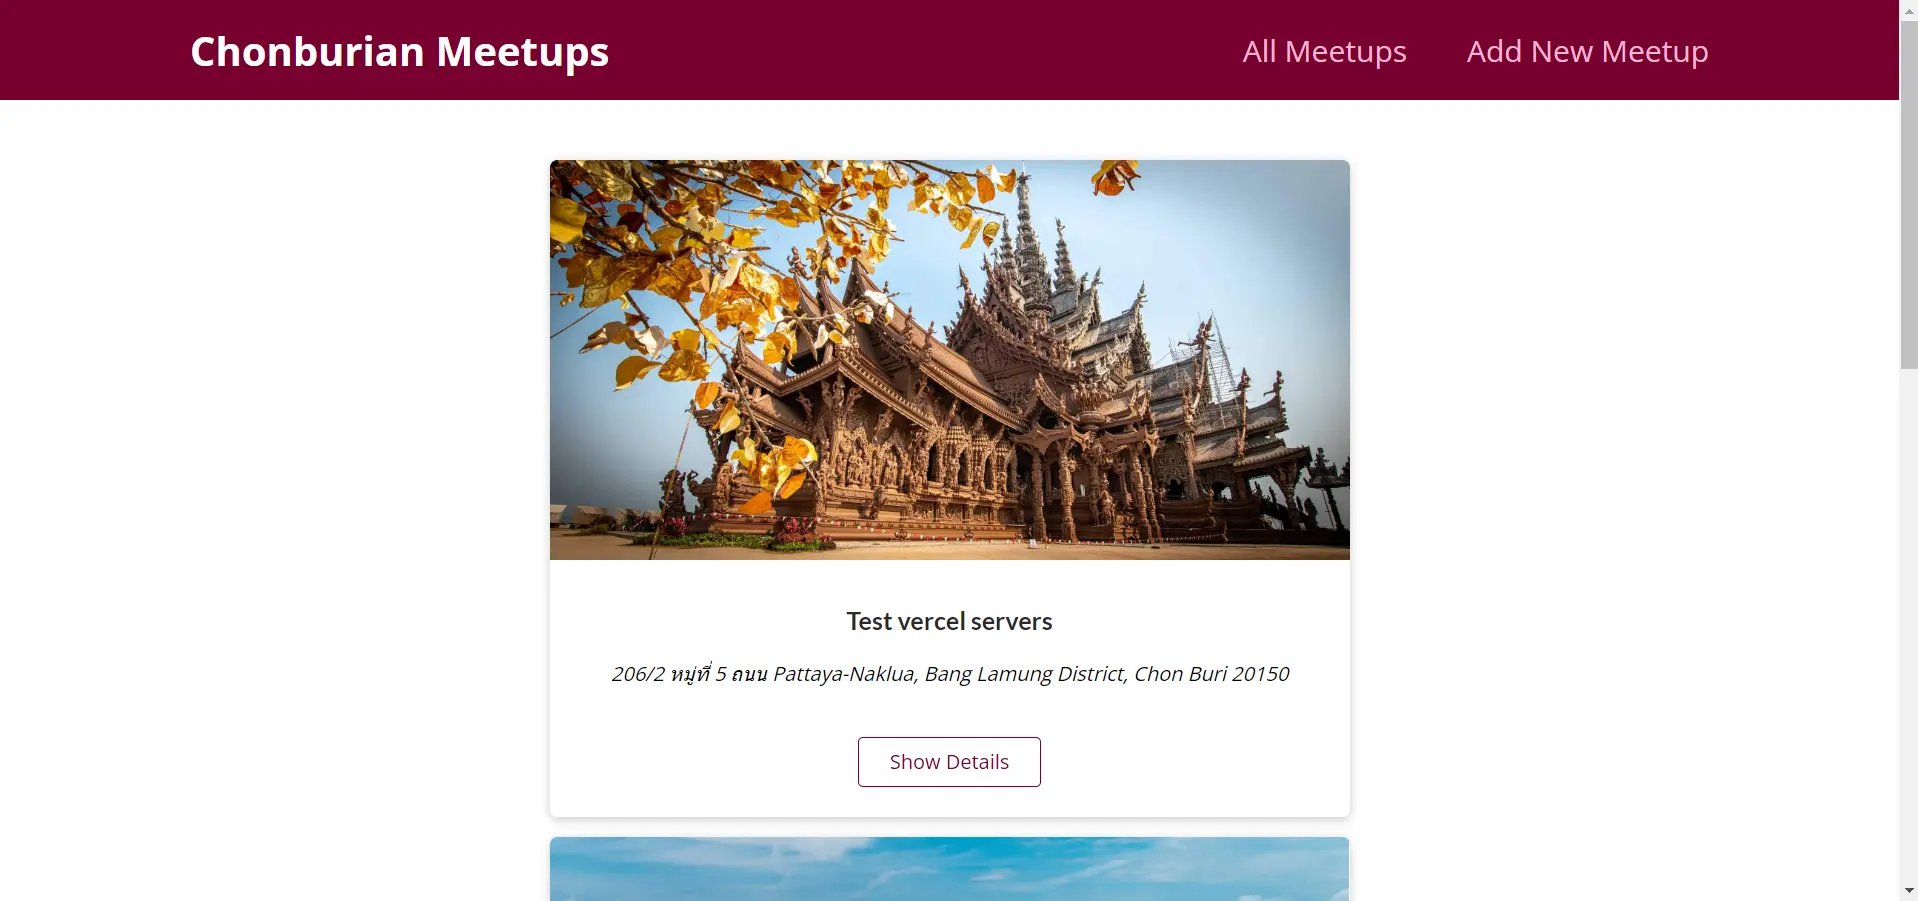 Chonburian Meetups
All Meetups
Add New Meetup
Test vercel servers
206/2 หมู่ที่ 5 ถนน Pattaya-Naklua, Bang Lamung District, Chon Buri 20150
Show Details